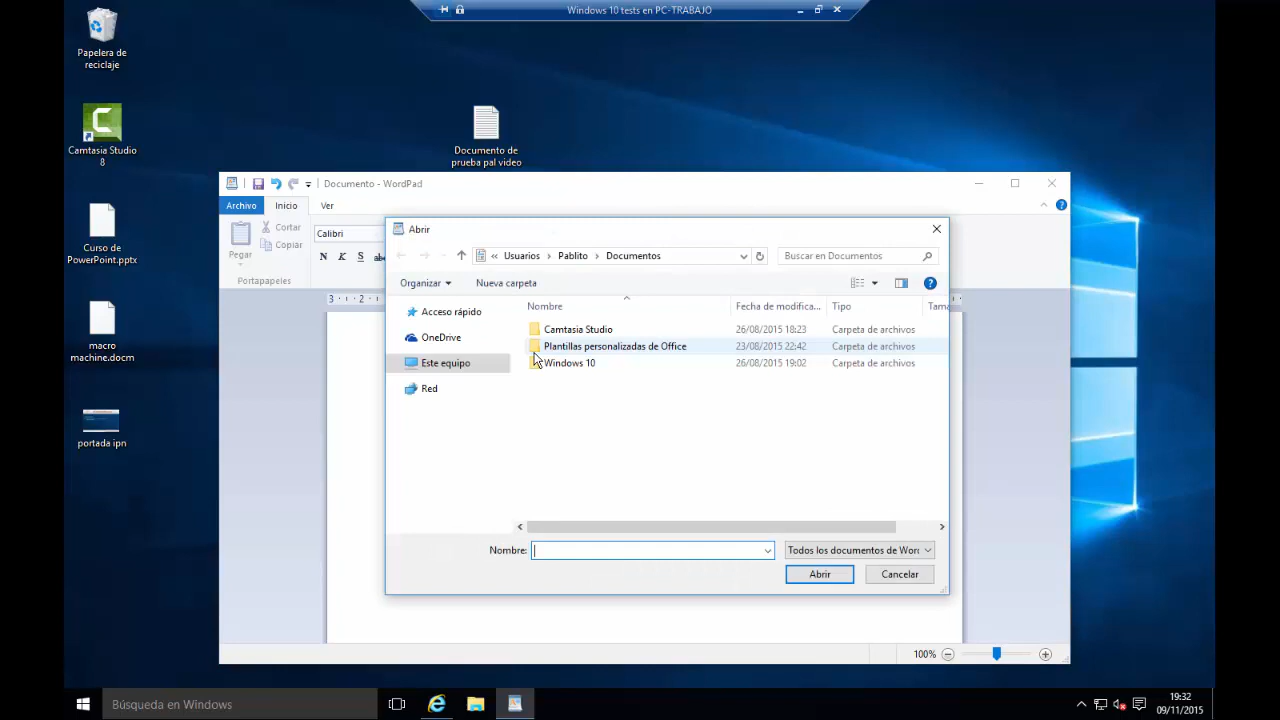 Windows 10 tests en PC-TRABAJO
Papelera de
reciclaje
Camtasia Studio
8
Curso de
PowerPoint.pptx
macro
machine.docm
portada ipn
Documento de
prueba pal video
Documento - WordPad
Archivo Inicio Ver
Pegar
Cortar
Copiar
Portapapeles
Calibri
N K S abc
3 · 1 · 2 ·
Abrir
« Usuarios › Pablito › Documentos
Buscar en Documentos
Organizar Nueva carpeta
Acceso rápido
OneDrive
Este equipo
Red
Nombre Fecha de modifica... Tipo Tama
Camtasia Studio 26/08/2015 18:23 Carpeta de archivos
Plantillas personalizadas de Office 23/08/2015 22:42 Carpeta de archivos
Windows 10 26/08/2015 19:02 Carpeta de archivos
Nombre:
Todos los documentos de Wor
Abrir Cancelar
100%
Búsqueda en Windows
19:32
09/11/2015